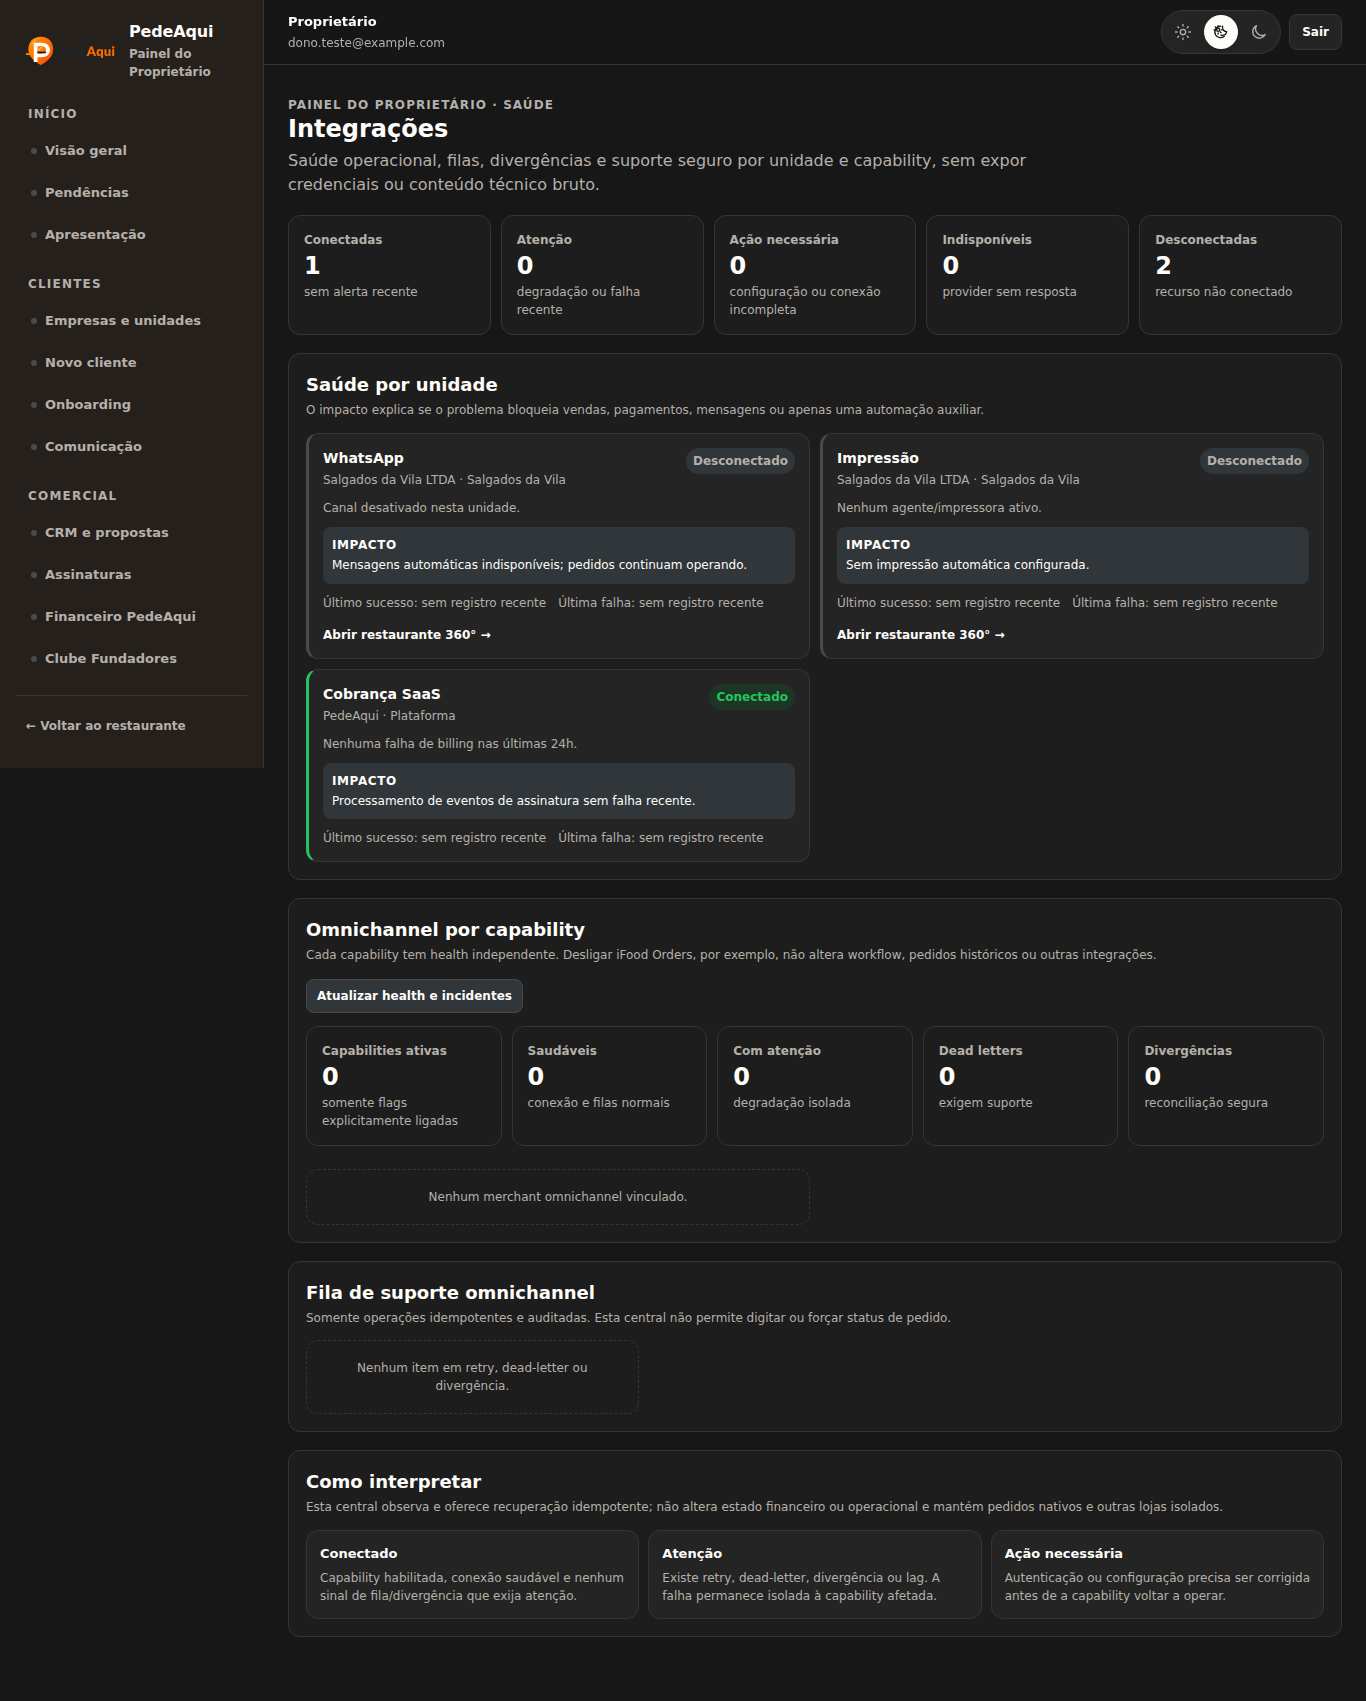 P
Aqui
PedeAqui
Painel do
Proprietário
INÍCIO
Visão geral
Pendências
Apresentação
CLIENTES
Empresas e unidades
Novo cliente
Onboarding
Comunicação
COMERCIAL
CRM e propostas
Assinaturas
Financeiro PedeAqui
Clube Fundadores
← Voltar ao restaurante
Proprietário
dono.teste@example.com
Sair
PAINEL DO PROPRIETÁRIO · SAÚDE
Integrações
Saúde operacional, filas, divergências e suporte seguro por unidade e capability, sem expor
credenciais ou conteúdo técnico bruto.
Conectadas
1
sem alerta recente
Atenção
0
degradação ou falha
recente
Ação necessária
0
configuração ou conexão
incompleta
Indisponíveis
0
provider sem resposta
Desconectadas
2
recurso não conectado
Saúde por unidade
O impacto explica se o problema bloqueia vendas, pagamentos, mensagens ou apenas uma automação auxiliar.
WhatsApp
Desconectado
Salgados da Vila LTDA · Salgados da Vila
Canal desativado nesta unidade.
IMPACTO
Mensagens automáticas indisponíveis; pedidos continuam operando.
Último sucesso: sem registro recente Última falha: sem registro recente
Abrir restaurante 360° →
Impressão
Desconectado
Salgados da Vila LTDA · Salgados da Vila
Nenhum agente/impressora ativo.
IMPACTO
Sem impressão automática configurada.
Último sucesso: sem registro recente Última falha: sem registro recente
Abrir restaurante 360° →
Cobrança SaaS
Conectado
PedeAqui · Plataforma
Nenhuma falha de billing nas últimas 24h.
IMPACTO
Processamento de eventos de assinatura sem falha recente.
Último sucesso: sem registro recente Última falha: sem registro recente
Omnichannel por capability
Cada capability tem health independente. Desligar iFood Orders, por exemplo, não altera workflow, pedidos históricos ou outras integrações.
Atualizar health e incidentes
Capabilities ativas
0
somente flags
explicitamente ligadas
Saudáveis
0
conexão e filas normais
Com atenção
0
degradação isolada
Dead letters
0
exigem suporte
Divergências
0
reconciliação segura
Nenhum merchant omnichannel vinculado.
Fila de suporte omnichannel
Somente operações idempotentes e auditadas. Esta central não permite digitar ou forçar status de pedido.
Nenhum item em retry, dead-letter ou
divergência.
Como interpretar
Esta central observa e oferece recuperação idempotente; não altera estado financeiro ou operacional e mantém pedidos nativos e outras lojas isolados.
Conectado
Capability habilitada, conexão saudável e nenhum
sinal de fila/divergência que exija atenção.
Atenção
Existe retry, dead-letter, divergência ou lag. A
falha permanece isolada à capability afetada.
Ação necessária
Autenticação ou configuração precisa ser corrigida
antes de a capability voltar a operar.